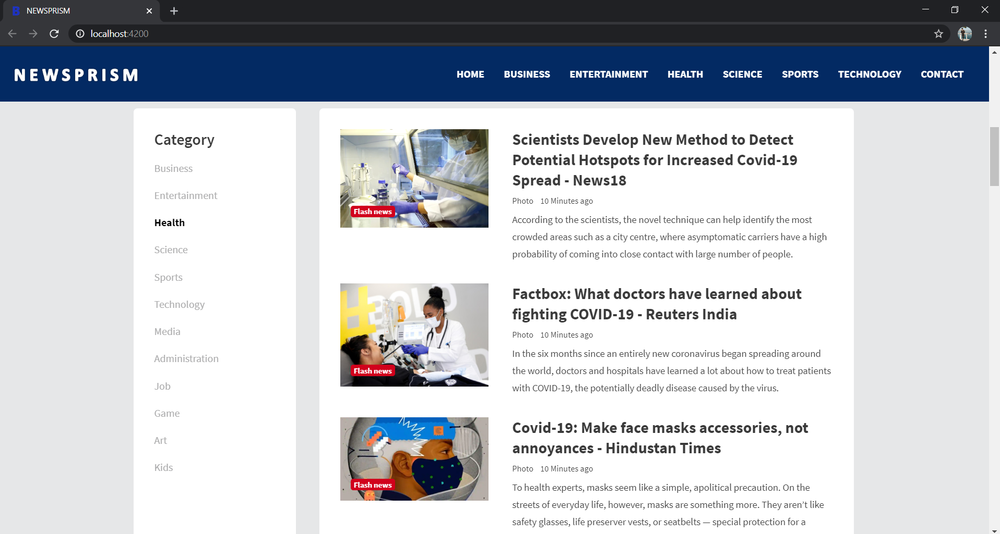 NEWSPRISM
localhost:4200
NEWSPRISM
HOME BUSINESS ENTERTAINMENT HEALTH SCIENCE SPORTS TECHNOLOGY CONTACT
Category
Business
Entertainment
Health
Science
Sports
Technology
Media
Administration
Job
Game
Art
Kids
Flash news
Scientists Develop New Method to Detect
Potential Hotspots for Increased Covid-19
Spread - News18
Photo 10 Minutes ago
According to the scientists, the novel technique can help identify the most
crowded areas such as a city centre, where asymptomatic carriers have a high
probability of coming into close contact with large number of people.
H BOLD
Flash news
Factbox: What doctors have learned about
fighting COVID-19 - Reuters India
Photo 10 Minutes ago
In the six months since an entirely new coronavirus began spreading around
the world, doctors and hospitals have learned a lot about how to treat patients
with COVID-19, the potentially deadly disease caused by the virus.
Flash news
Covid-19: Make face masks accessories, not
annoyances - Hindustan Times
Photo 10 Minutes ago
To health experts, masks seem like a simple, apolitical precaution. On the
streets of everyday life, however, masks are something more. They aren’t like
safety glasses, life preserver vests, or seatbelts — special protection for a